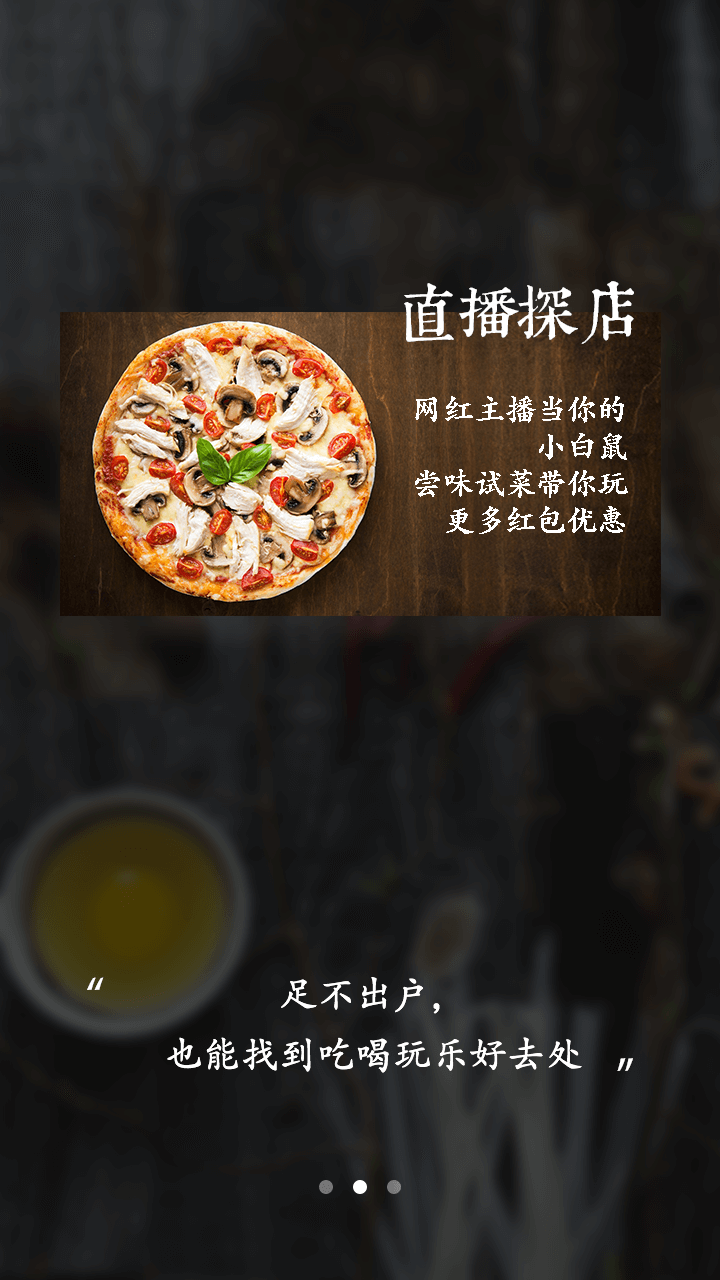 直播探店
网红主播当你的
小白鼠
尝味试菜带你玩
更多红包优惠
“ 足不出户，
也能找到吃喝玩乐好去处 ”